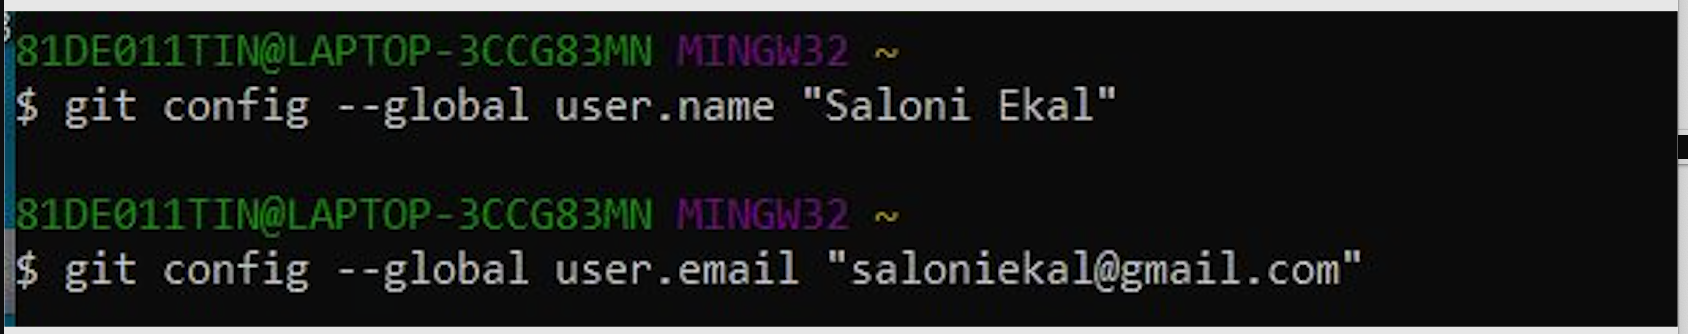 81DE011TIN@LAPTOP-3CCG83MN MINGW32 ~
$ git config --global user.name "Saloni Ekal"
81DE011TIN@LAPTOP-3CCG83MN MINGW32 ~
$ git config --global user.email "saloniekal@gmail.com"